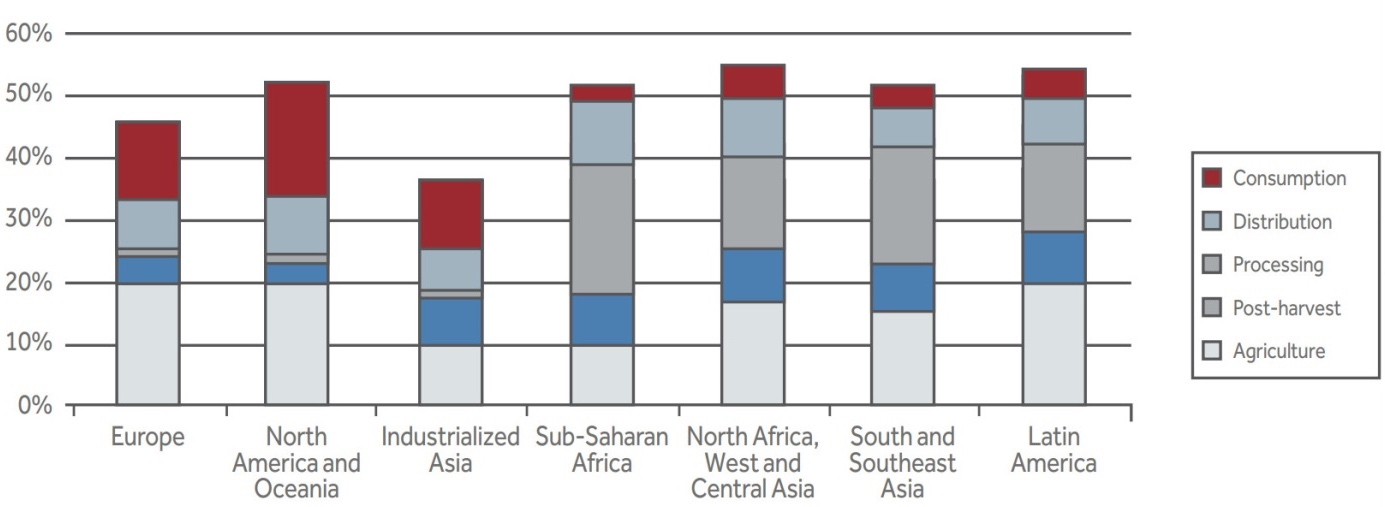 60%
50%
40%
30%
20%
10%
0%
Europe
North
America and
Oceania
Industrialized
Asia
Sub-Saharan
Africa
North Africa,
West and
Central Asia
South and
Southeast
Asia
Latin
America
Consumption
Distribution
Processing
Post-harvest
Agriculture